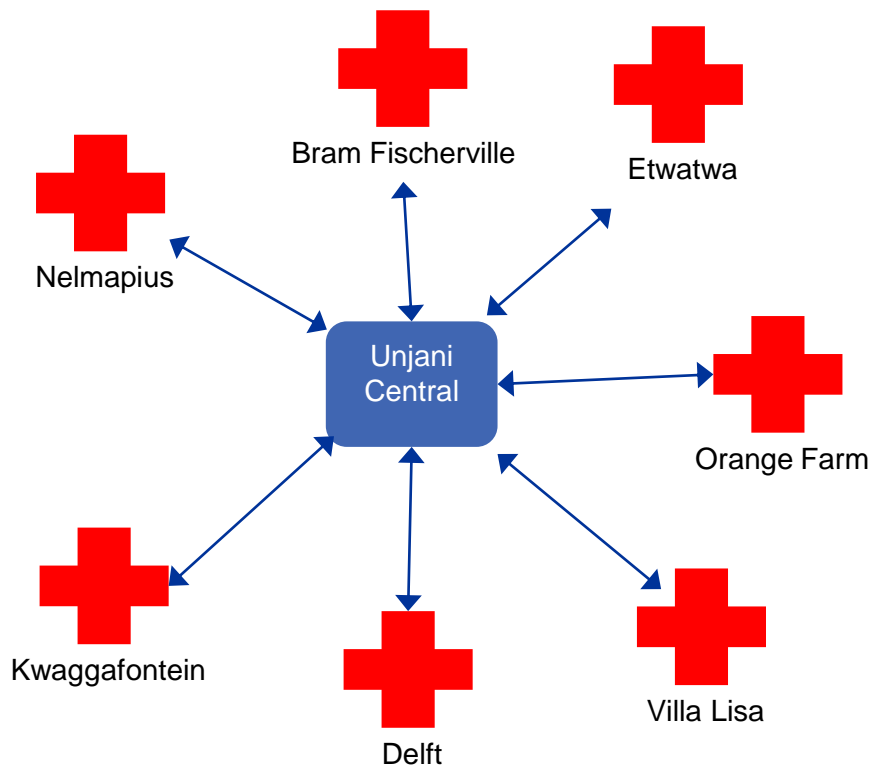 Bram Fischerville
Etwatwa
Nelmapius
Unjani
Central
Orange Farm
Kwaggafontein
Villa Lisa
Delft